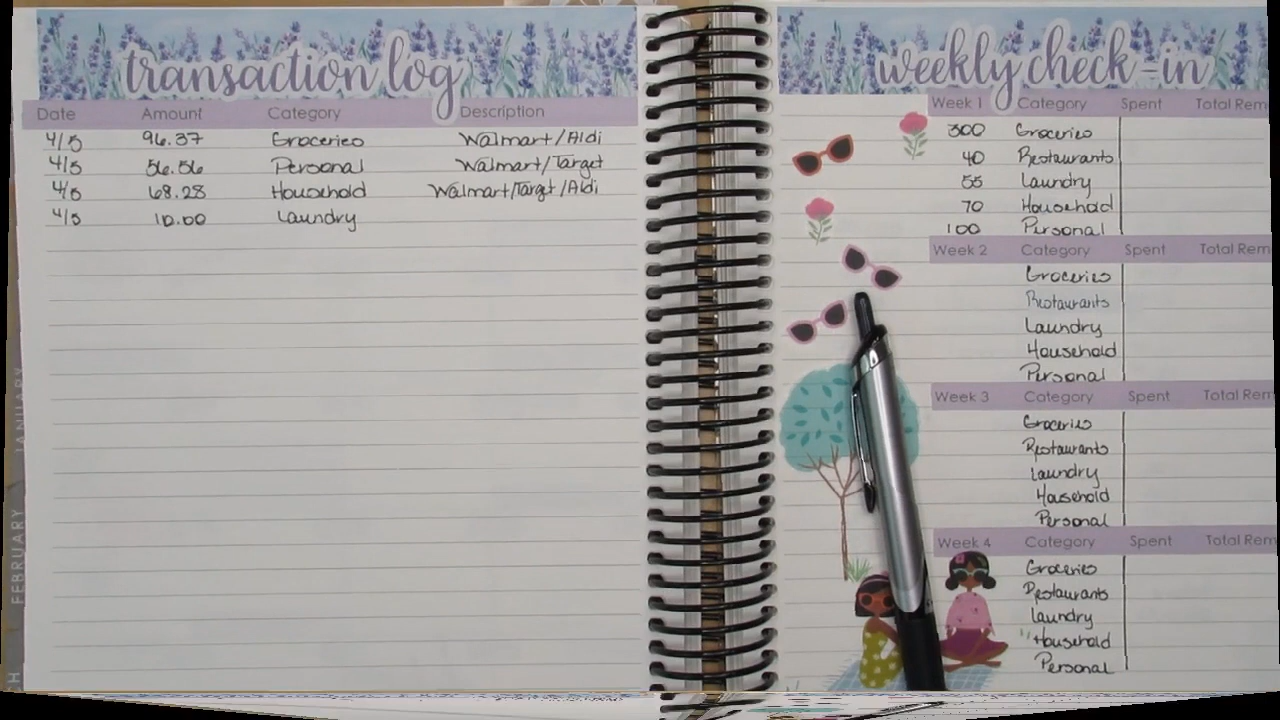 transaction log
Date Amount Category Description
4/5 96.37 Groceries Walmart/Aldi
4/5 56.56 Personal Walmart/Target
4/5 68.28 Household Walmart/Target/Aldi
4/5 10.00 Laundry
JANUARY
FEBRUARY
H
weekly check-in
Week 1 Category Spent Total Rem
300 Groceries
40 Restaurants
55 Laundry
70 Household
100 Personal
Week 2 Category Spent Total Rem
Groceries
Restaurants
Laundry
Household
Personal
Week 3 Category Spent Total Rem
Groceries
Restaurants
Laundry
Household
Personal
Week 4 Category Spent Total Rem
Groceries
Restaurants
Laundry
Household
Personal